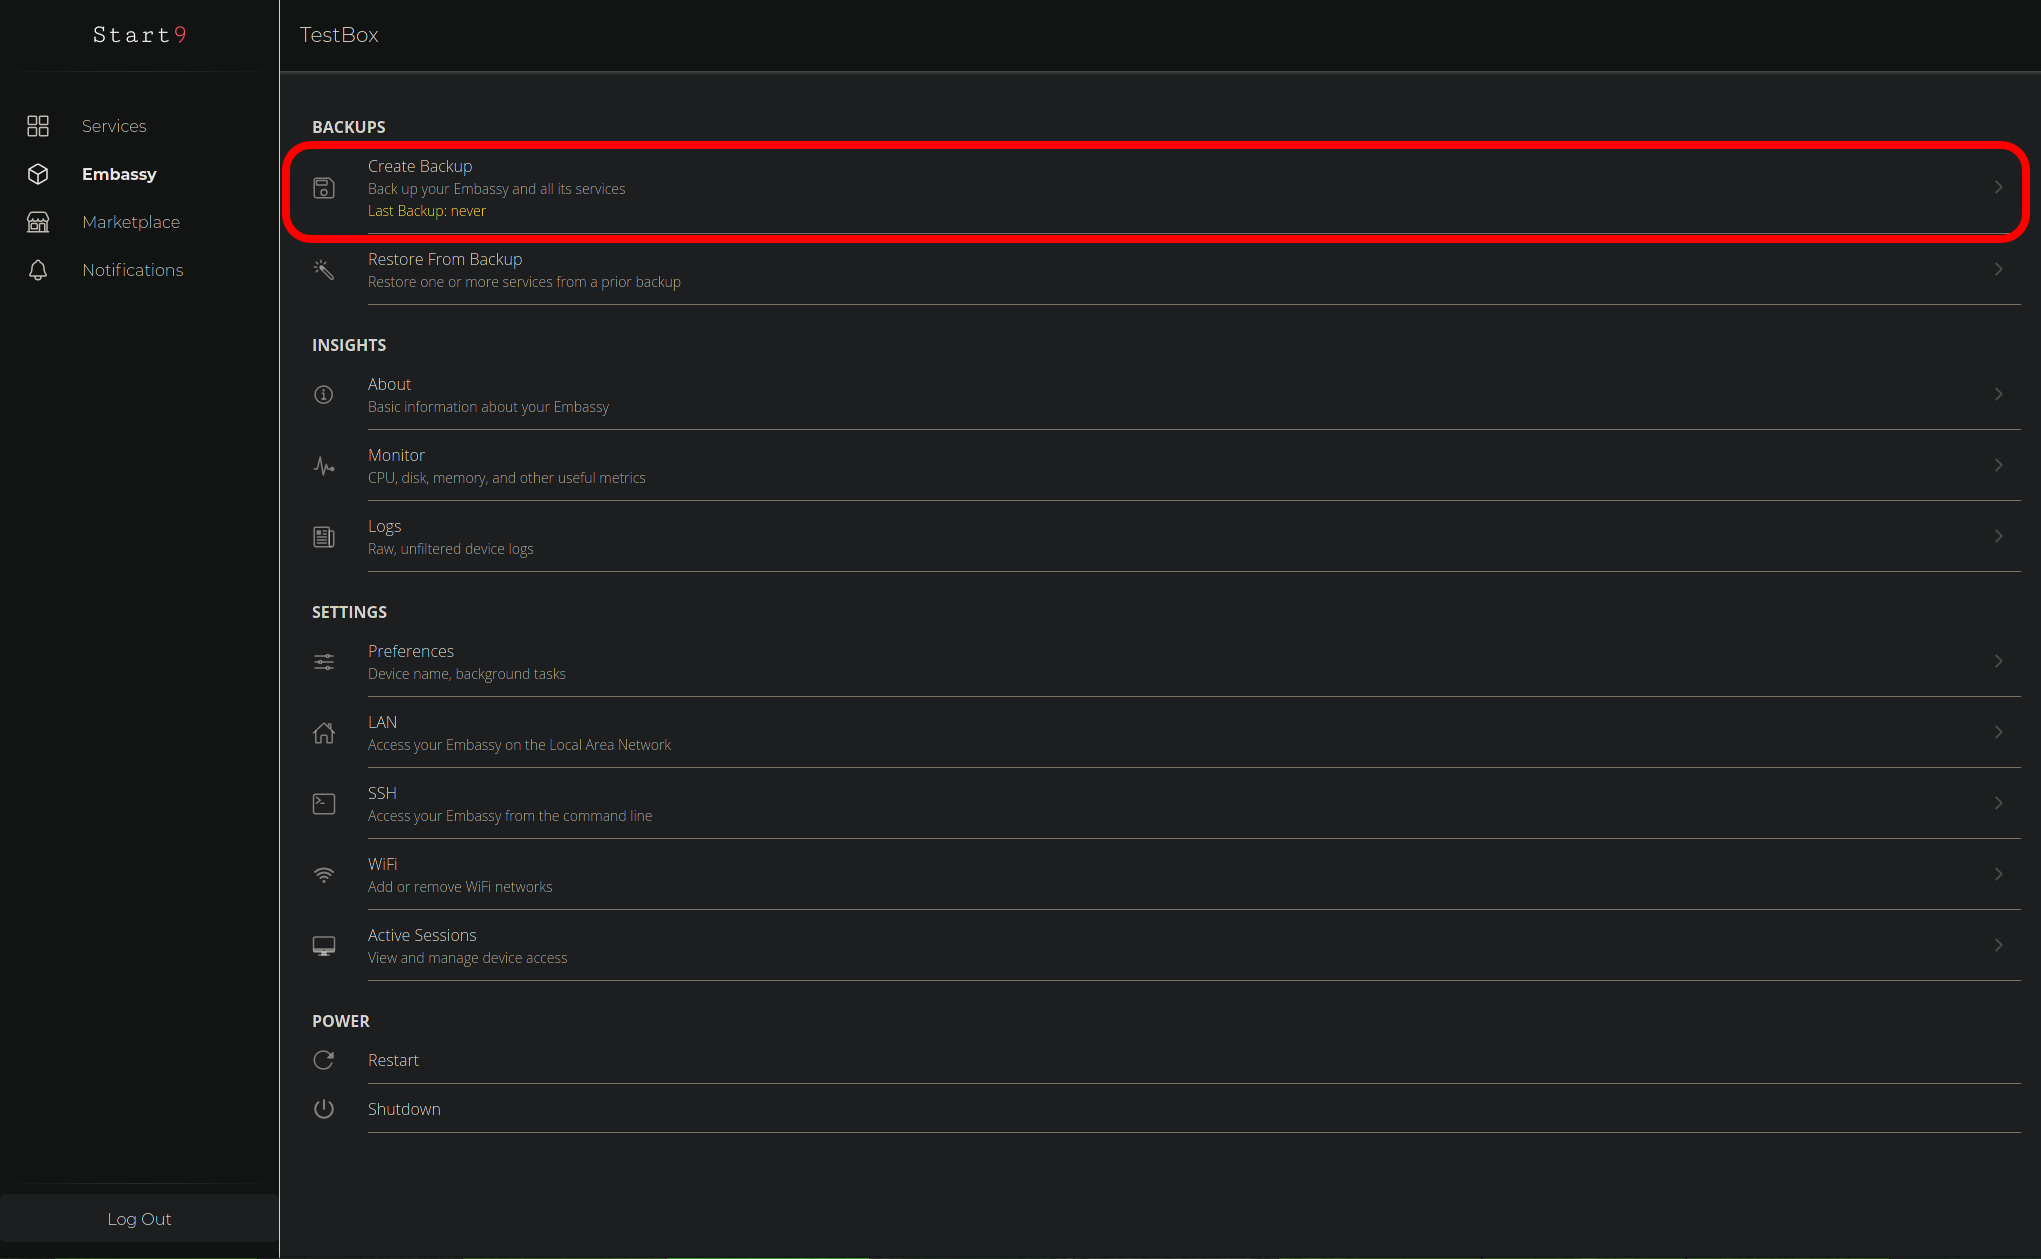 Start9
TestBox
Services
Embassy
Marketplace
Notifications
Log Out
BACKUPS
Create Backup
Back up your Embassy and all its services
Last Backup: never
Restore From Backup
Restore one or more services from a prior backup
INSIGHTS
About
Basic information about your Embassy
Monitor
CPU, disk, memory, and other useful metrics
Logs
Raw, unfiltered device logs
SETTINGS
Preferences
Device name, background tasks
LAN
Access your Embassy on the Local Area Network
SSH
Access your Embassy from the command line
WiFi
Add or remove WiFi networks
Active Sessions
View and manage device access
POWER
Restart
Shutdown